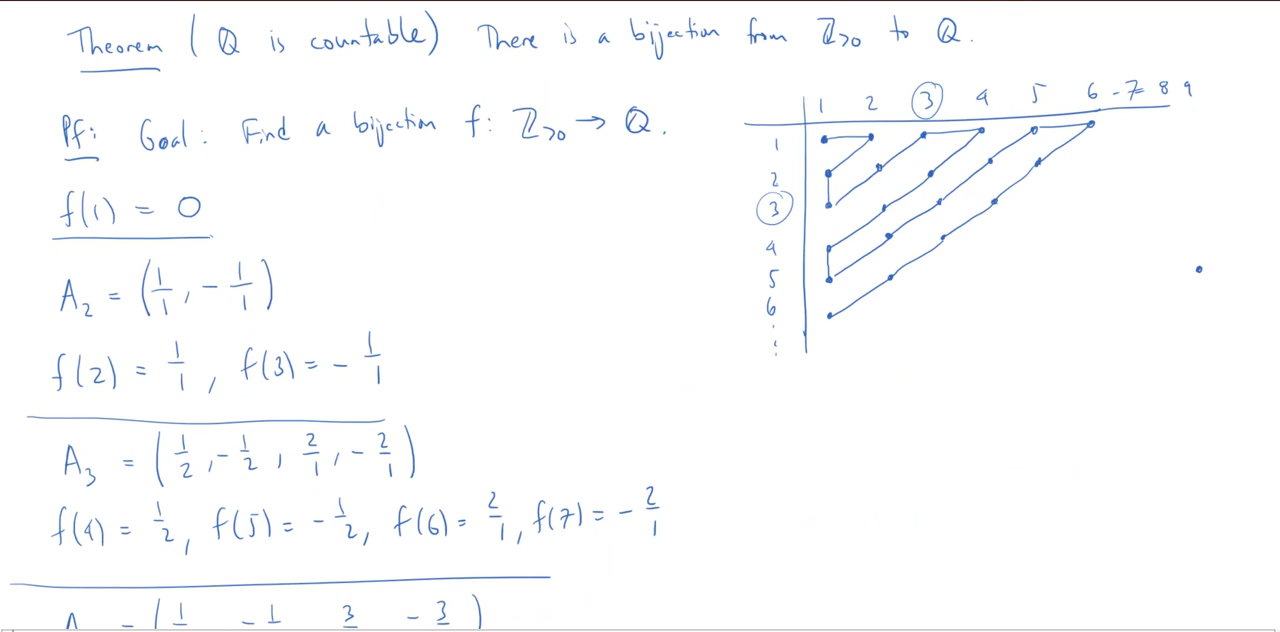 Theorem (ℚ is countable) There is a bijection from ℤ>0 to ℚ.
Pf: Goal: Find a bijection f: ℤ>0 → ℚ.
f(1) = 0
A₂ = (1/1, -1/1)
f(2) = 1/1, f(3) = -1/1
A₃ = (1/2, -1/2, 2/1, -2/1)
f(4) = 1/2, f(5) = -1/2, f(6) = 2/1, f(7) = -2/1
1 2 3 4 5 6 - 7 = 8 9
1
2
3
4
5
6
⋮